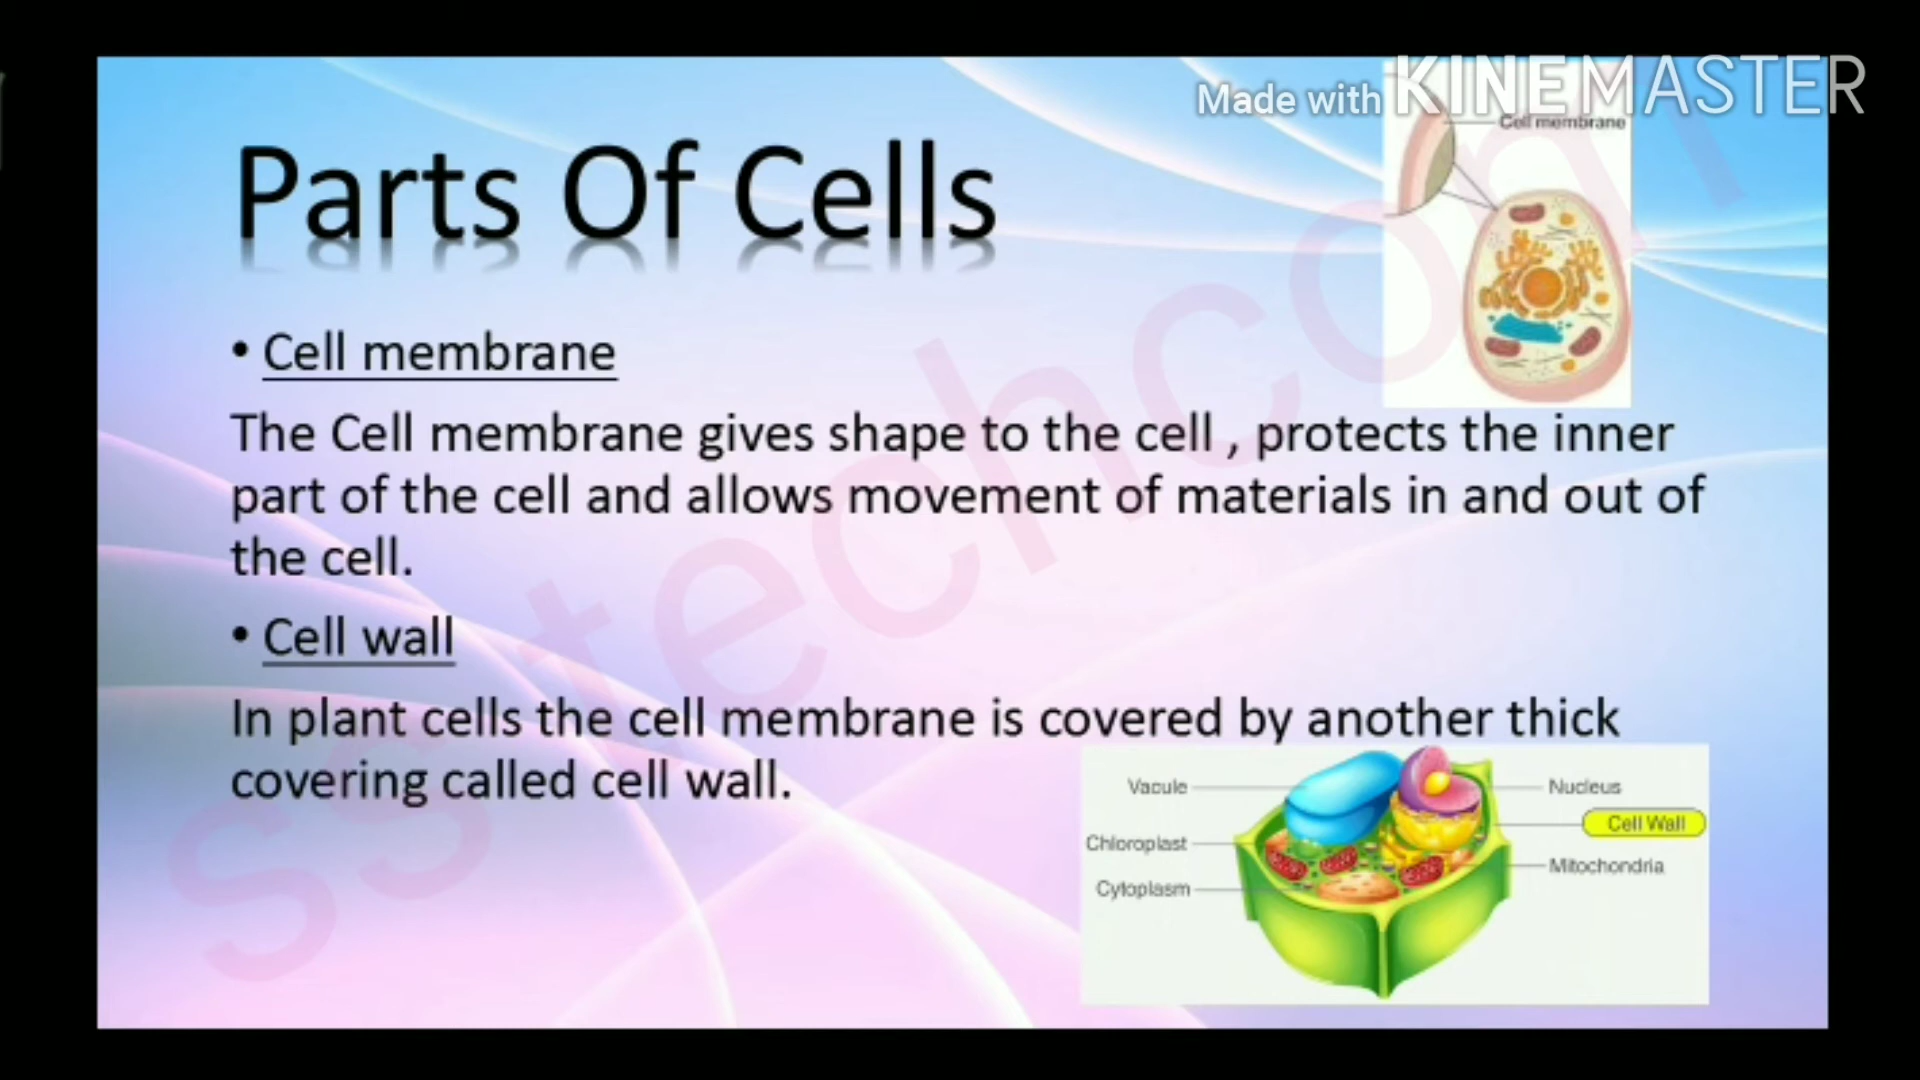 Made with KINEMASTER
Cell membrane
Parts Of Cells
• Cell membrane
The Cell membrane gives shape to the cell , protects the inner
part of the cell and allows movement of materials in and out of
the cell.
• Cell wall
In plant cells the cell membrane is covered by another thick
covering called cell wall.
Vacule
Nucleus
Cell Wall
Chloroplast
Mitochondria
Cytoplasm
sstechcom